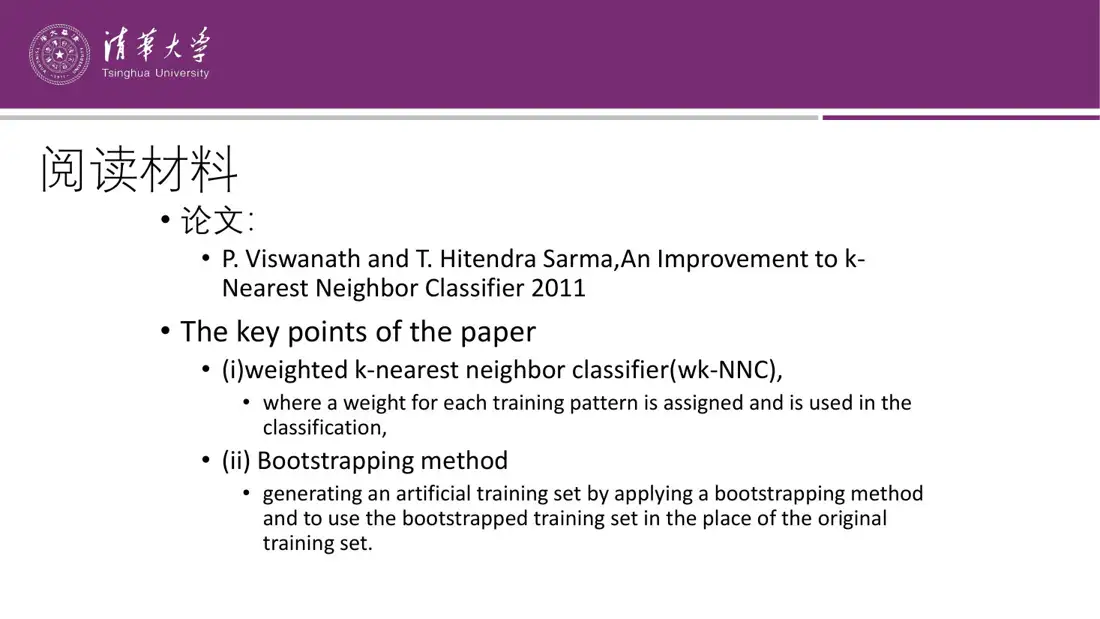 清华大学
Tsinghua University
阅读材料
• 论文：
• P. Viswanath and T. Hitendra Sarma,An Improvement to k-
Nearest Neighbor Classifier 2011
• The key points of the paper
• (i)weighted k-nearest neighbor classifier(wk-NNC),
• where a weight for each training pattern is assigned and is used in the
classification,
• (ii) Bootstrapping method
• generating an artificial training set by applying a bootstrapping method
and to use the bootstrapped training set in the place of the original
training set.